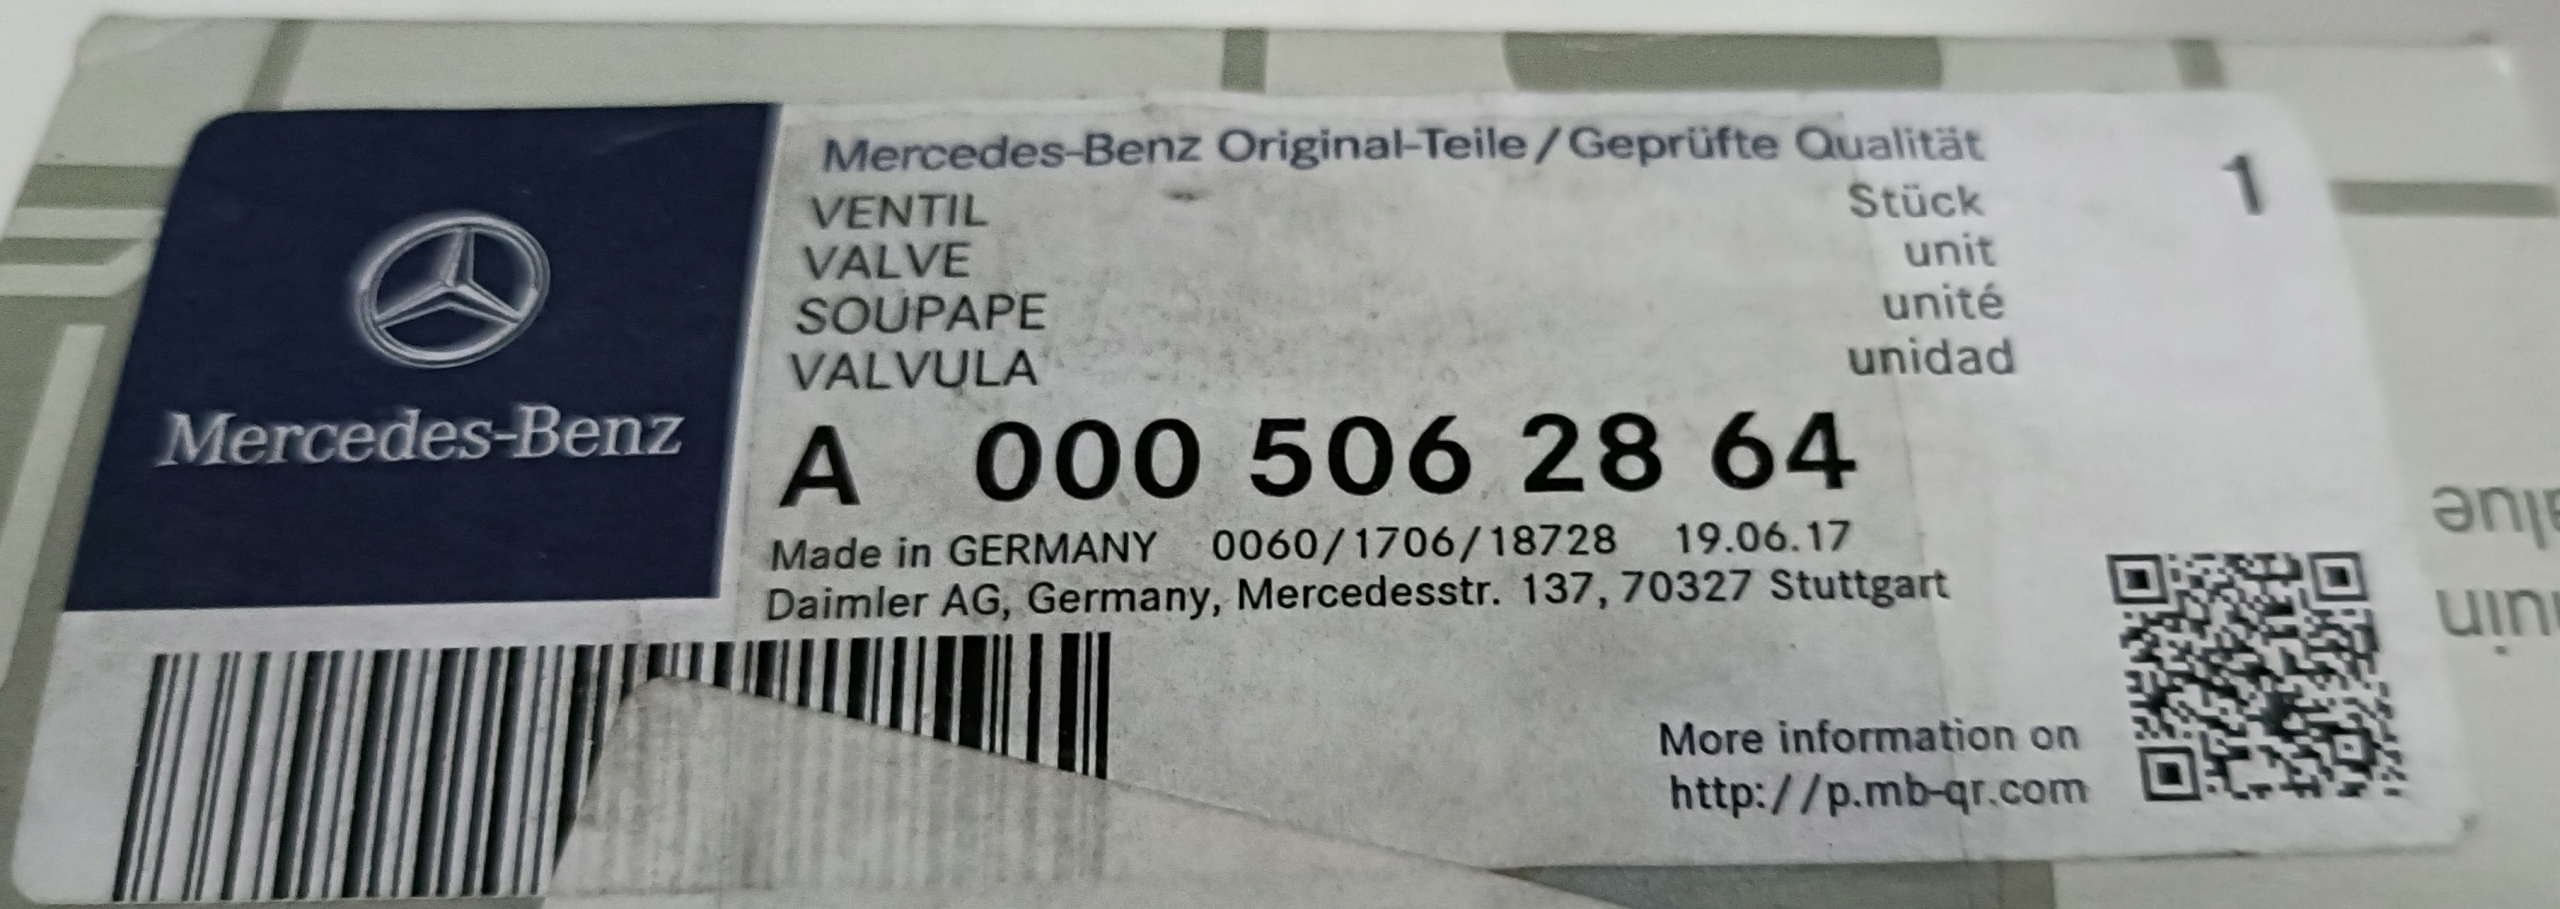 Mercedes-Benz
Mercedes-Benz Original-Teile/Geprüfte Qualität
VENTIL Stück 1
VALVE unit
SOUPAPE unité
VALVULA unidad
A 000 506 28 64
Made in GERMANY 0060/1706/18728 19.06.17
Daimler AG, Germany, Mercedesstr. 137, 70327 Stuttgart
More information on
http://p.mb-qr.com